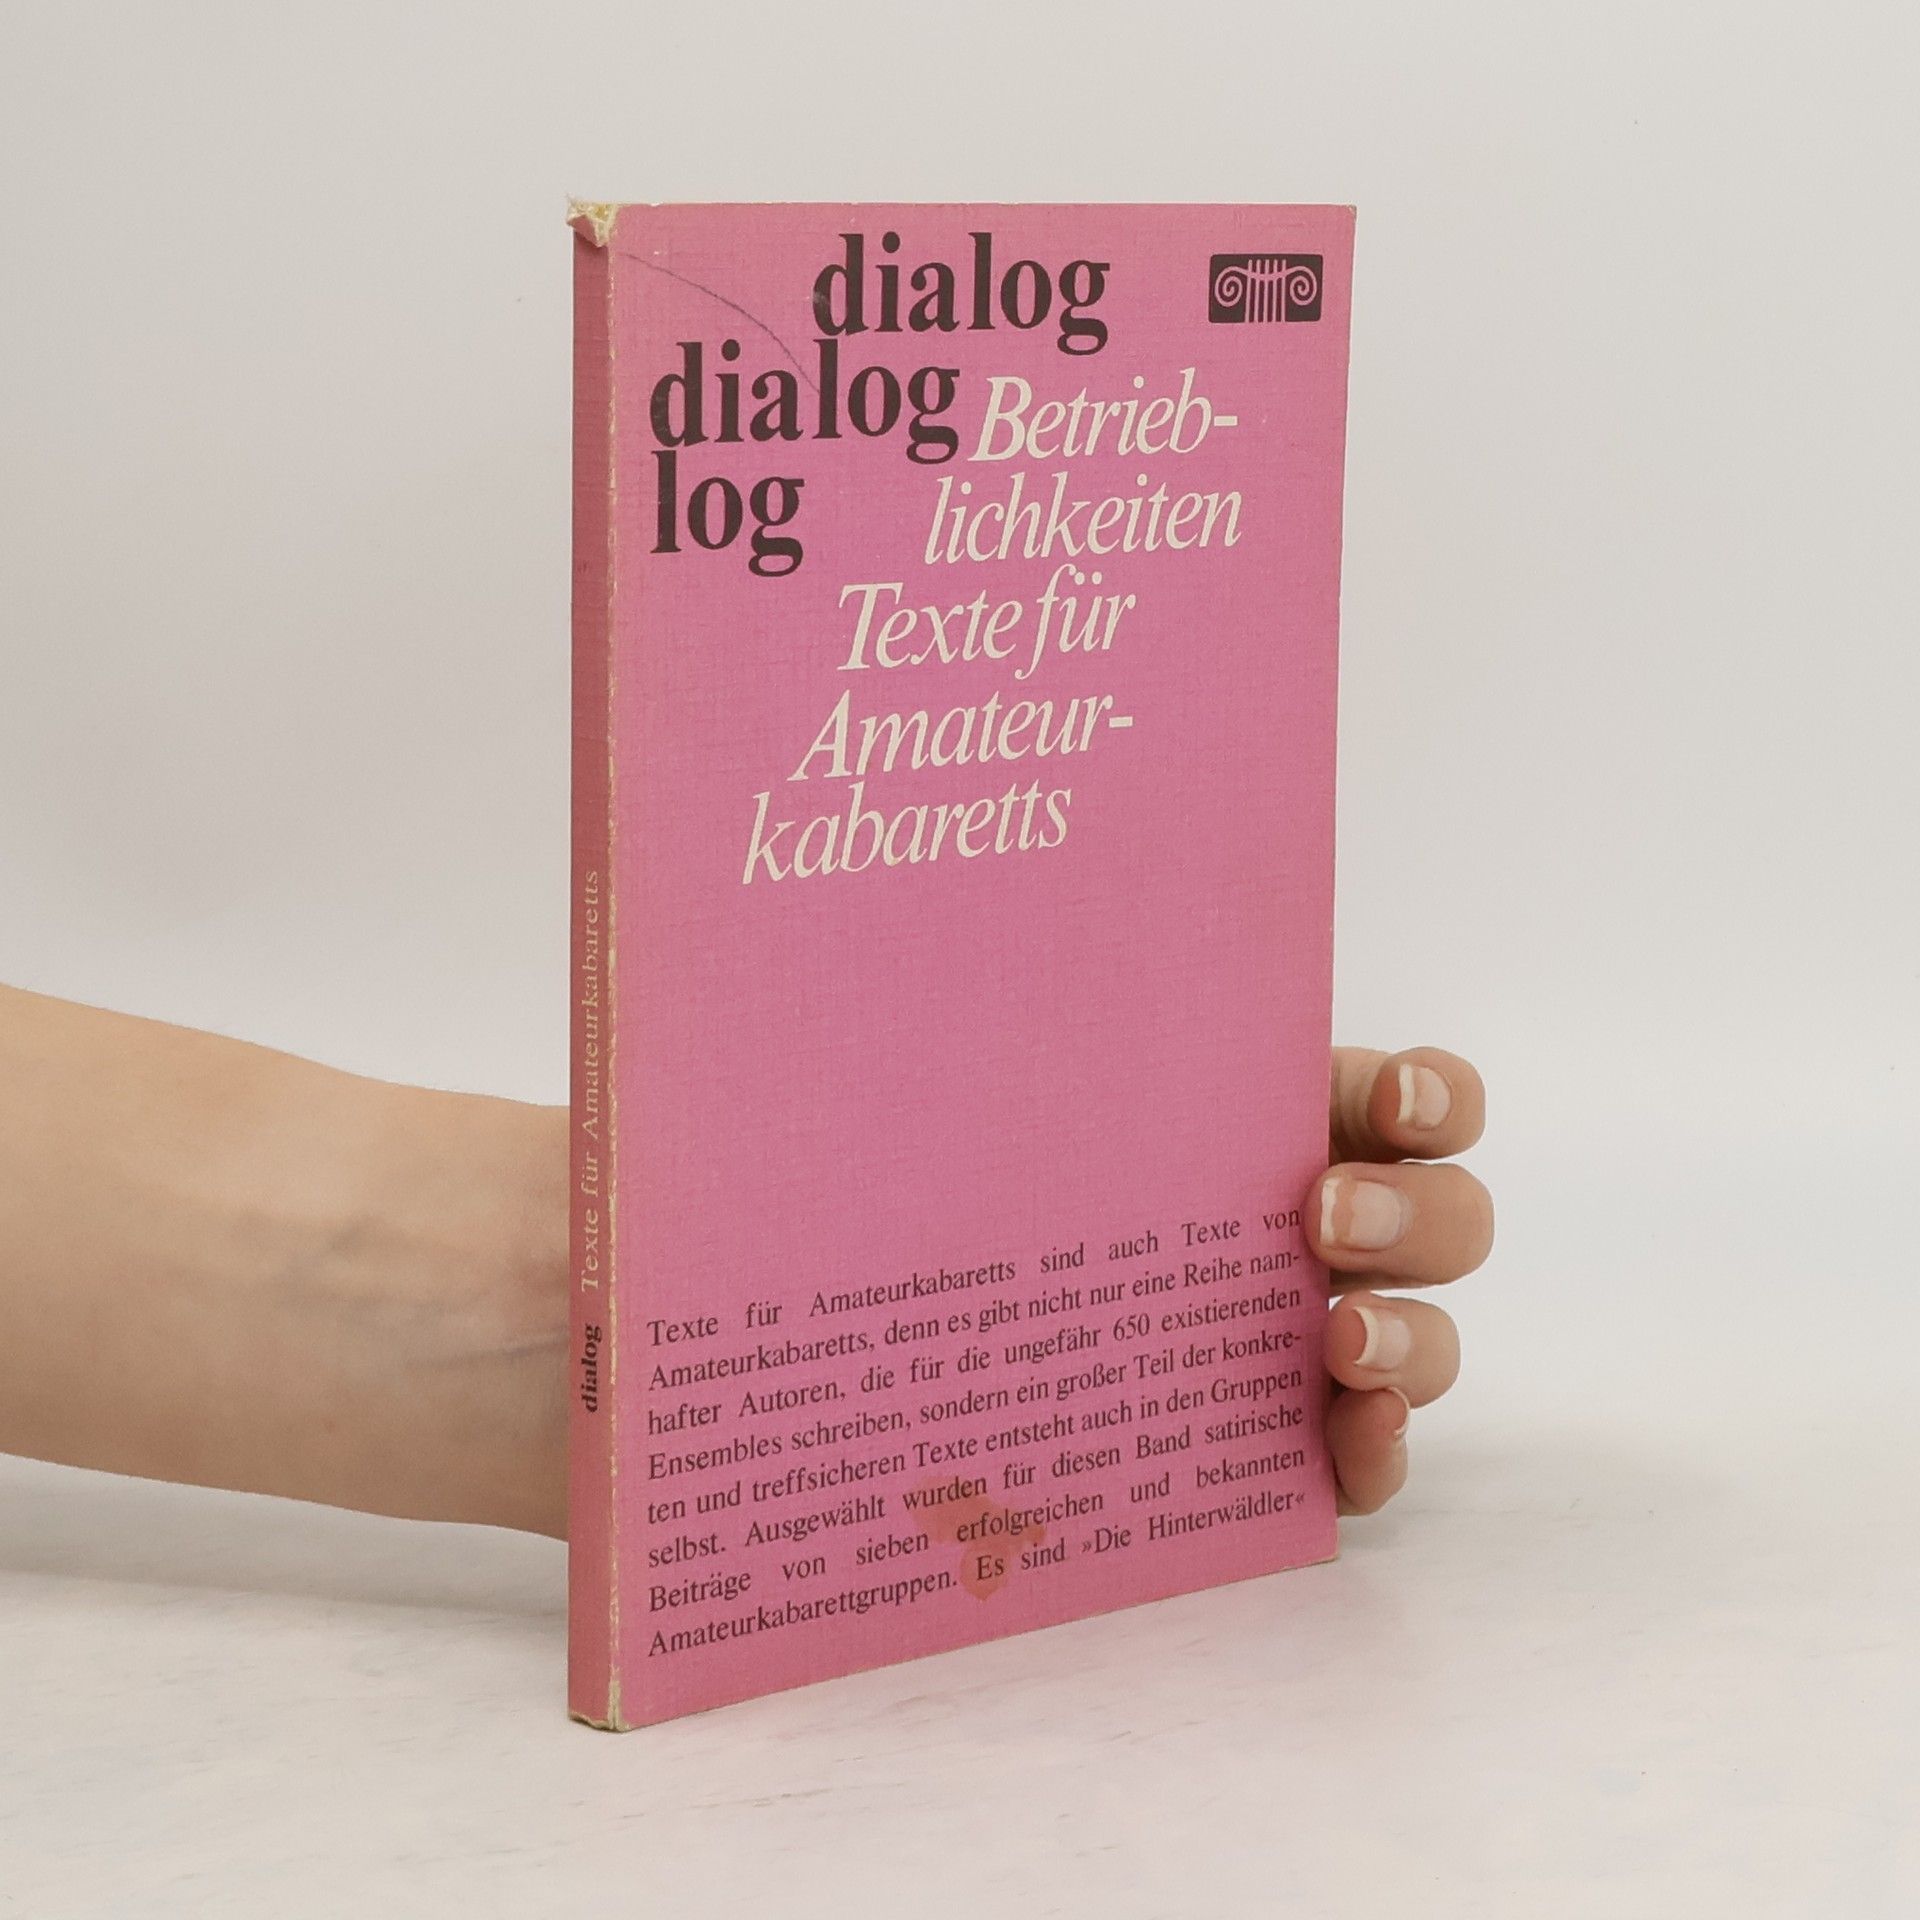 dialog
dialog
log
Betrieb-
lichkeiten
Texte für
Amateur-
kabaretts
Texte für Amateurkabaretts sind auch Texte von
Amateurkabaretts, denn es gibt nicht nur eine Reihe nam-
hafter Autoren, die für die ungefähr 650 existierenden
Ensembles schreiben, sondern ein großer Teil der konkre-
ten und treffsicheren Texte entsteht auch in den Gruppen
selbst. Ausgewählt wurden für diesen Band satirische
Beiträge von sieben erfolgreichen und bekannten
Amateurkabarettgruppen. Es sind »Die Hinterwäldler«
dialog Texte für Amateurkabaretts